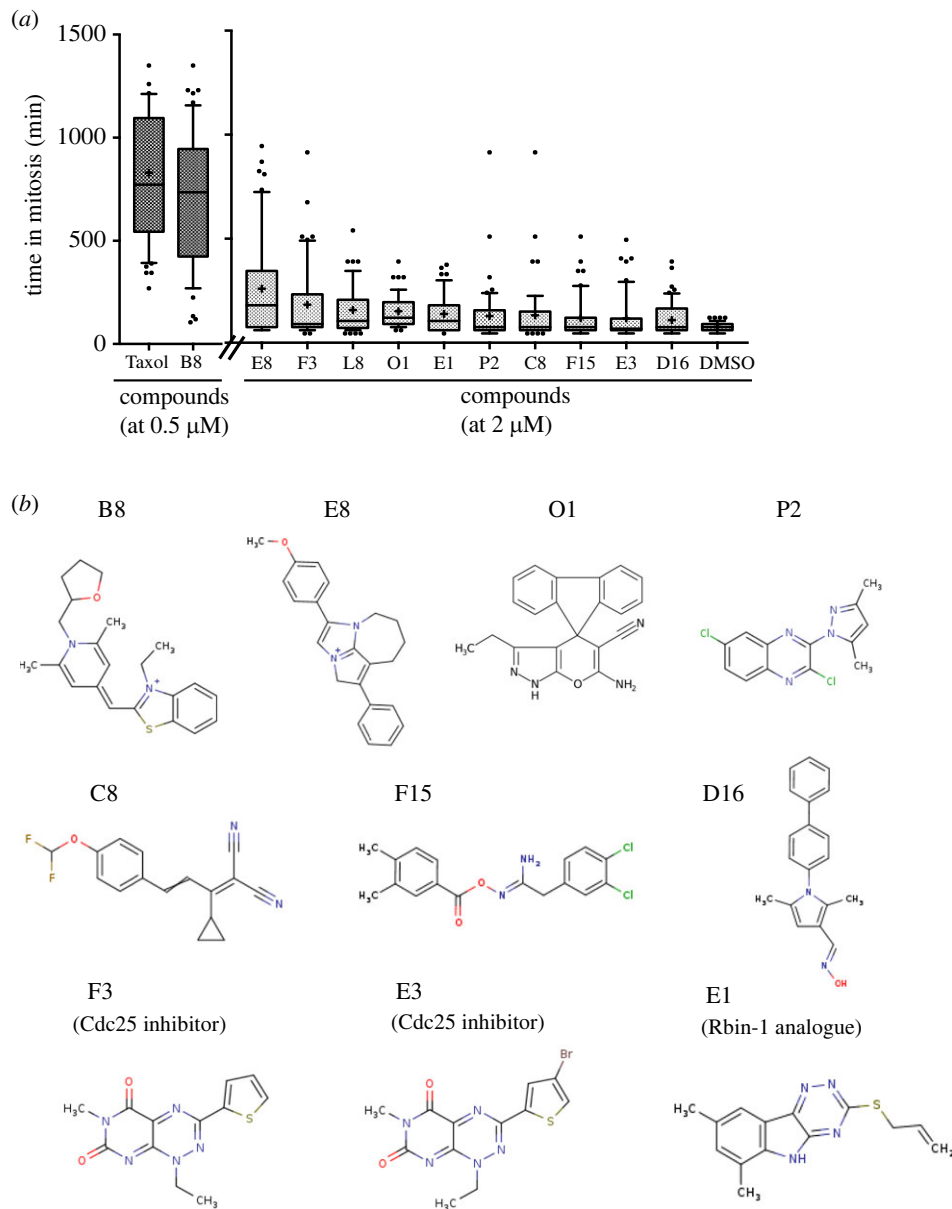 (a)
1500
1000
500
0
time in mitosis (min)
Taxol B8 E8 F3 L8 O1 E1 P2 C8 F15 E3 D16 DMSO
compounds
(at 0.5 µM)
compounds
(at 2 µM)
(b)
B8 E8 O1 P2
O N CH3 H3C N CH3 N+ S
H3C O N N+
H3C N NH O N NH2
CH3 N N N N CH3 Cl Cl
C8 F15 D16
F F O N N
H3C H3C O O N NH2 Cl Cl
N H3C CH3 N OH
F3 E3 E1
(Cdc25 inhibitor) (Cdc25 inhibitor) (Rbin-1 analogue)
O H3C N O N N N N S CH3
O H3C N O N N N N S Br CH3
H3C CH3 NH N N N S CH2